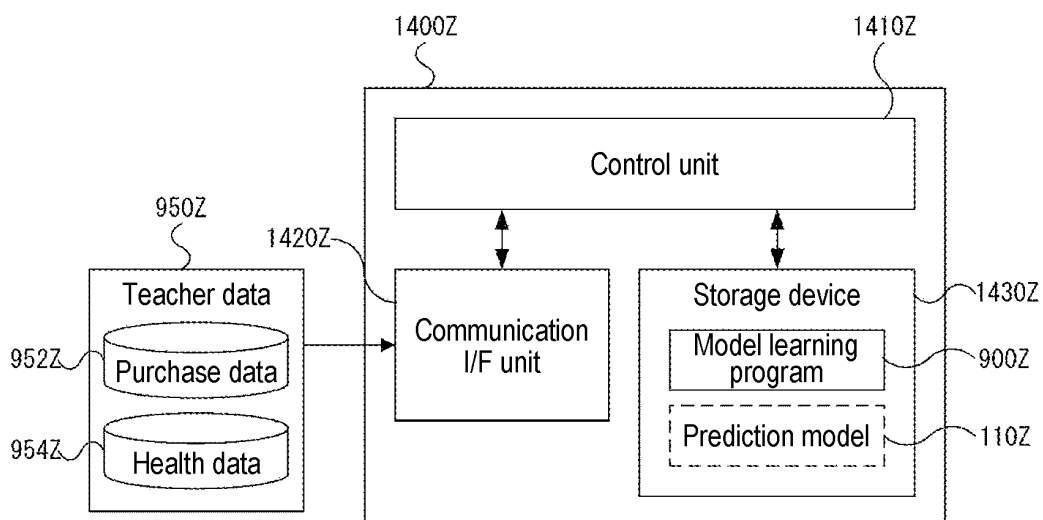 1400Z
1410Z
Control unit
950Z
1420Z
Teacher data
Storage device
1430Z
Communication
I/F unit
952Z
Purchase data
Model learning
program
900Z
954Z
Health data
Prediction model
110Z